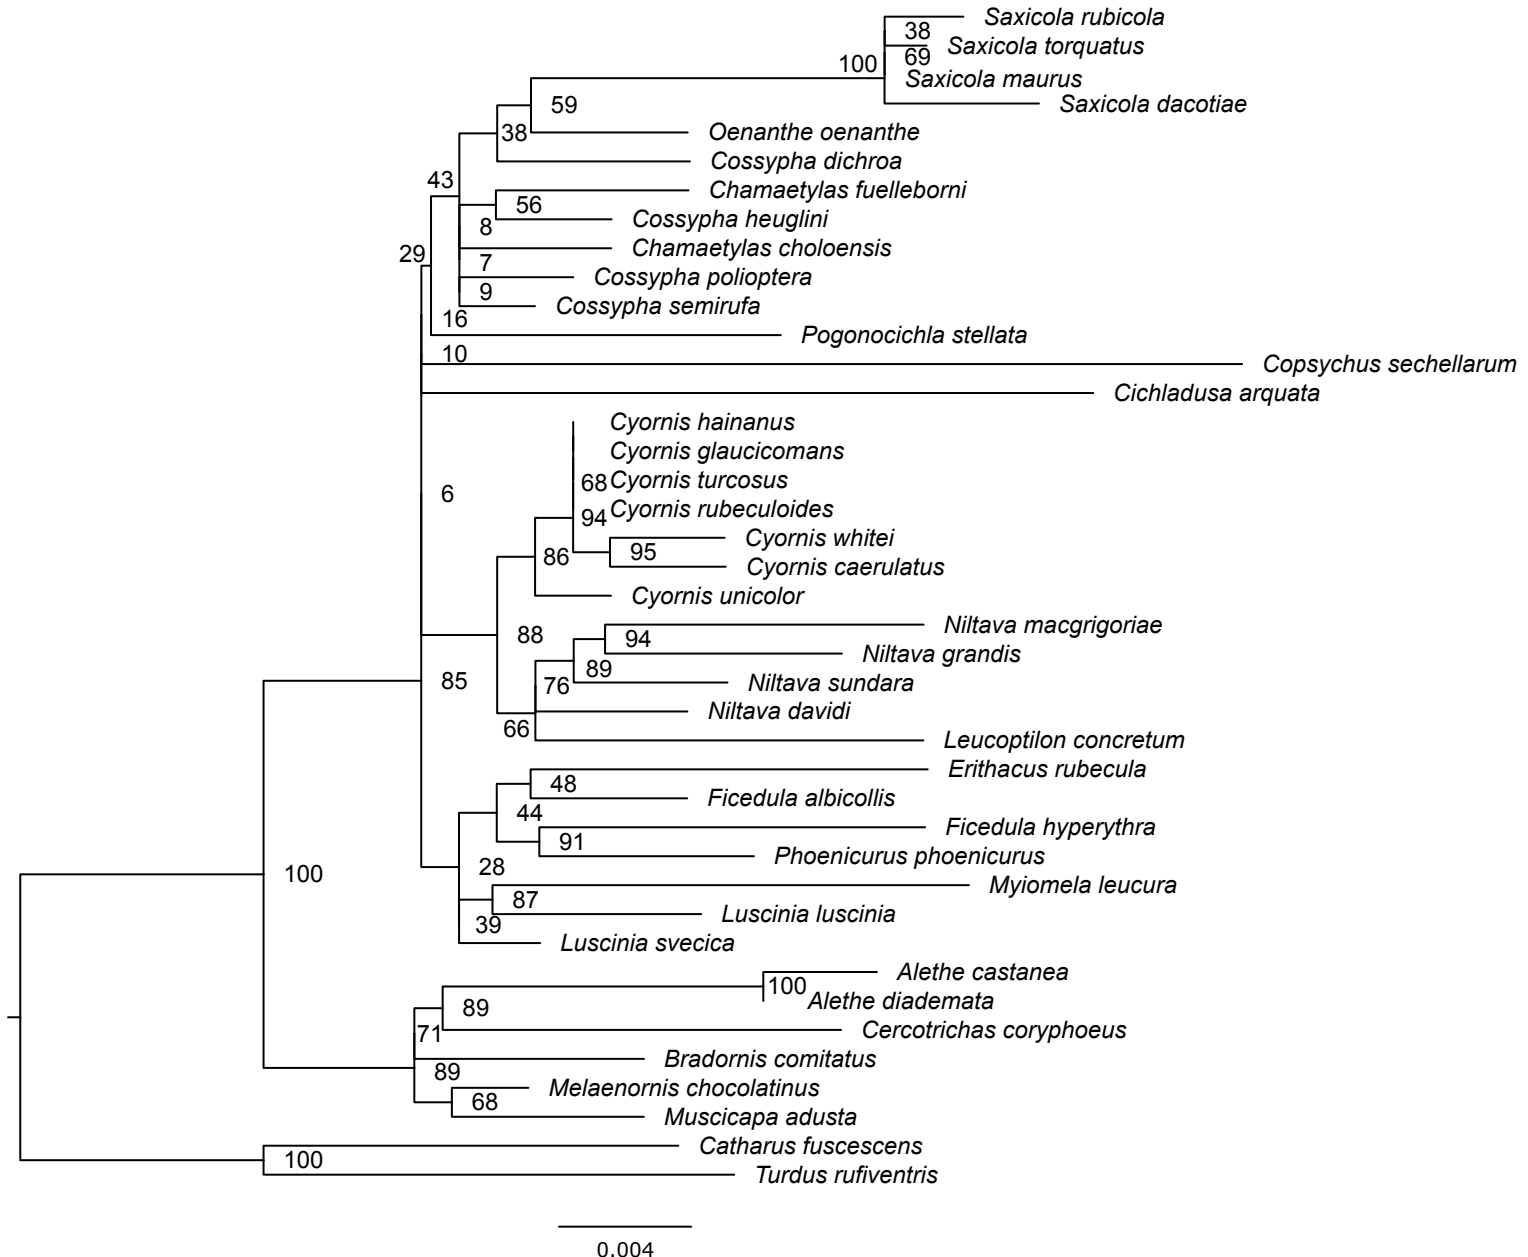 Saxicola rubicola
38
Saxicola torquatus
69
100
Saxicola maurus
Saxicola dacotiae
59
Oenanthe oenanthe
38
Cossypha dichroa
43
Chamaetylas fuelleborni
56
Cossypha heuglini
8
Chamaetylas choloensis
29
7
Cossypha polioptera
9
Cossypha semirufa
16
Pogonocichla stellata
10
Copsychus sechellarum
Cichladusa arquata
Cyornis hainanus
Cyornis glaucicomans
68
Cyornis turcosus
6
94
Cyornis rubeculoides
Cyornis whitei
86
95
Cyornis caerulatus
Cyornis unicolor
Niltava macgrigoriae
88
94
Niltava grandis
89
Niltava sundara
85
76
Niltava davidi
66
Leucoptilon concretum
Erithacus rubecula
48
Ficedula albicollis
44
Ficedula hyperythra
91
Phoenicurus phoenicurus
28
100
Myiomela leucura
87
Luscinia luscinia
39
Luscinia svecica
Alethe castanea
100
Alethe diademata
89
Cercotrichas coryphoeus
71
Bradornis comitatus
89
Melaenornis chocolatinus
68
Muscicapa adusta
Catharus fuscescens
100
Turdus rufiventris
0.004